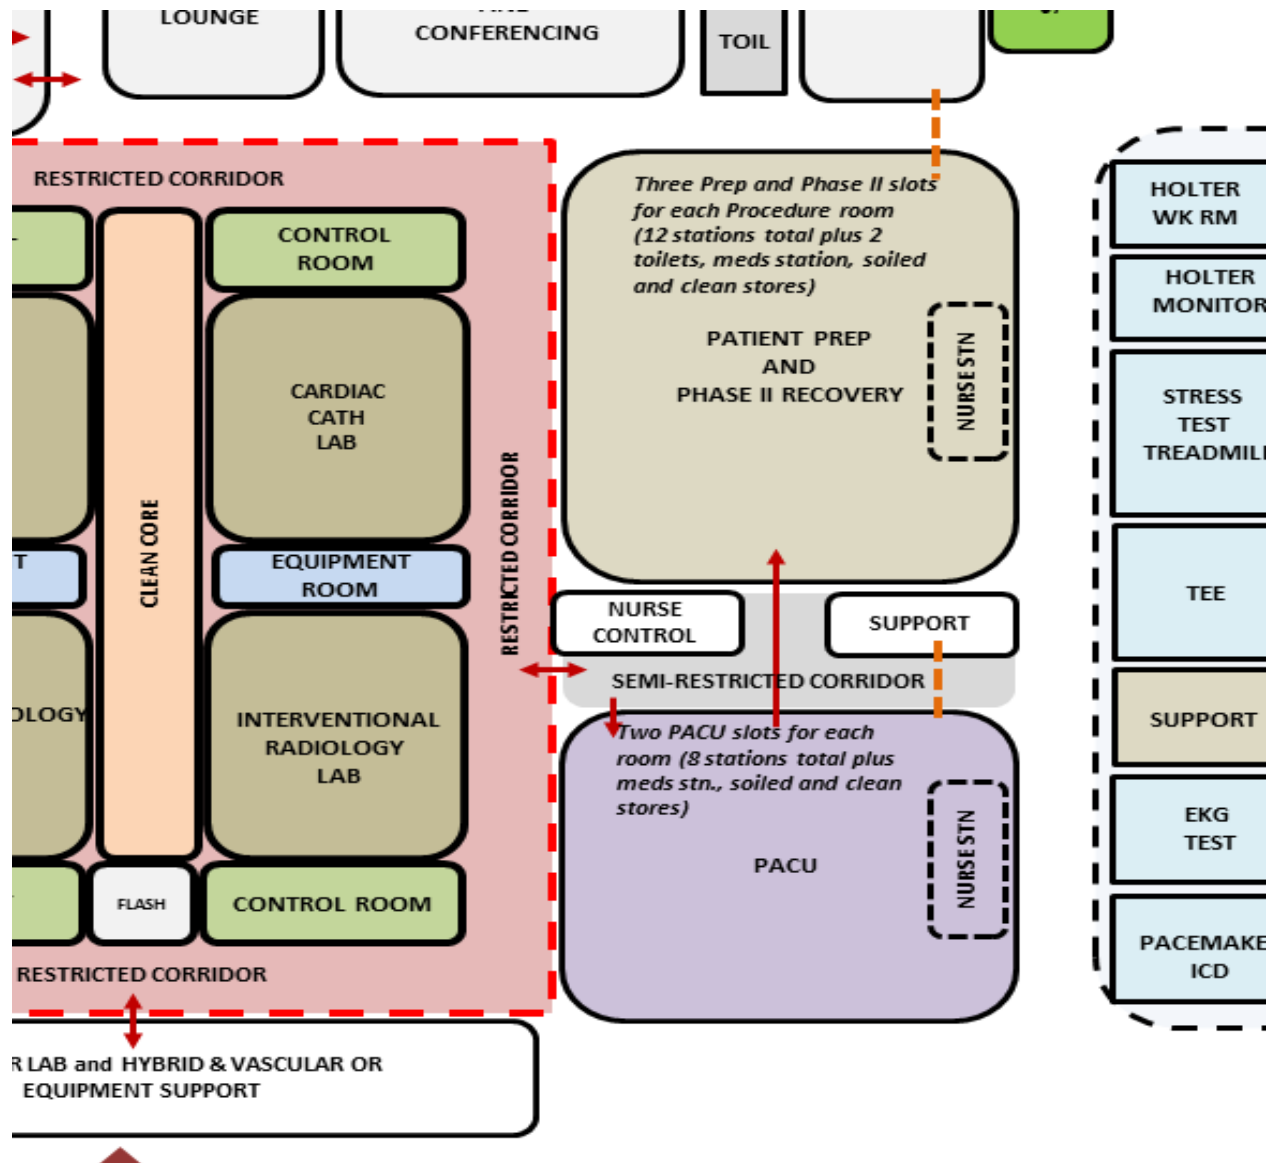 LOUNGE
CONFERENCING
TOIL
RESTRICTED CORRIDOR
CONTROL
ROOM
CARDIAC
CATH
LAB
CLEAN CORE
EQUIPMENT
ROOM
RESTRICTED CORRIDOR
INTERVENTIONAL
RADIOLOGY
LAB
OLOGY
FLASH
CONTROL ROOM
RESTRICTED CORRIDOR
R LAB and HYBRID & VASCULAR OR
EQUIPMENT SUPPORT
Three Prep and Phase II slots
for each Procedure room
(12 stations total plus 2
toilets, meds station, soiled
and clean stores)
PATIENT PREP
AND
PHASE II RECOVERY
NURSE STN
NURSE
CONTROL
SUPPORT
SEMI-RESTRICTED CORRIDOR
Two PACU slots for each
room (8 stations total plus
meds stn., soiled and clean
stores)
PACU
NURSE STN
HOLTER
WK RM
HOLTER
MONITOR
STRESS
TEST
TREADMILL
TEE
SUPPORT
EKG
TEST
PACEMAKE
ICD